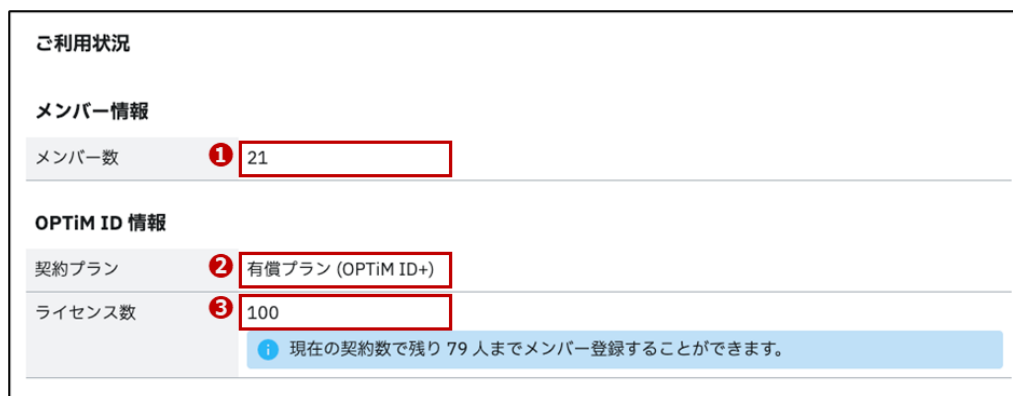 ご利用状況
メンバー情報
メンバー数 ❶ 21
OPTiM ID 情報
契約プラン ❷ 有償プラン (OPTiM ID+)
ライセンス数 ❸ 100
現在の契約数で残り 79 人までメンバー登録することができます。